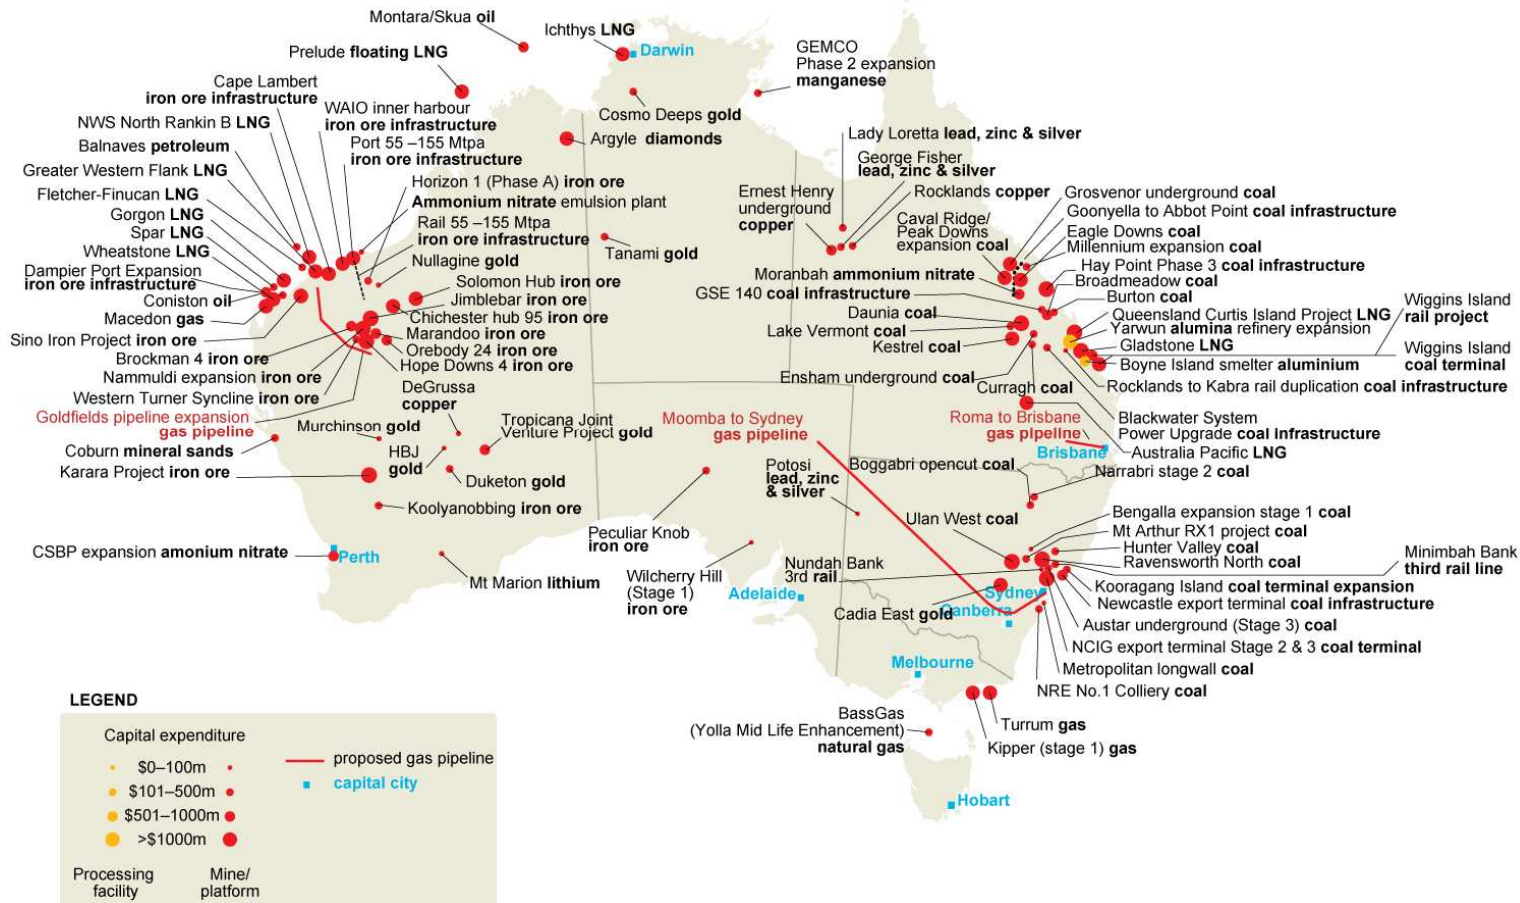 Montara/Skua oil
Ichthys LNG
Darwin
Prelude floating LNG
GEMCO
Phase 2 expansion
manganese
Cape Lambert
iron ore infrastructure
WAIO inner harbour
iron ore infrastructure
Cosmo Deeps gold
NWS North Rankin B LNG
Balnaves petroleum
Port 55 –155 Mtpa
iron ore infrastructure
Argyle diamonds
Lady Loretta lead, zinc & silver
George Fisher
lead, zinc & silver
Greater Western Flank LNG
Horizon 1 (Phase A) iron ore
Fletcher-Finucan LNG
Ammonium nitrate emulsion plant
Gorgon LNG
Rail 55 –155 Mtpa
iron ore infrastructure
Spar LNG
Wheatstone LNG
Nullagine gold
Tanami gold
Ernest Henry
underground
copper
Rocklands copper
Caval Ridge/
Peak Downs
expansion coal
Grosvenor underground coal
Goonyella to Abbot Point coal infrastructure
Eagle Downs coal
Millennium expansion coal
Dampier Port Expansion
iron ore infrastructure
Solomon Hub iron ore
Moranbah ammonium nitrate
Hay Point Phase 3 coal infrastructure
Broadmeadow coal
Coniston oil
Jimblebar iron ore
GSE 140 coal infrastructure
Burton coal
Wiggins Island
rail project
Macedon gas
Chichester hub 95 iron ore
Daunia coal
Queensland Curtis Island Project LNG
Sino Iron Project iron ore
Marandoo iron ore
Lake Vermont coal
Yarwun alumina refinery expansion
Brockman 4 iron ore
Orebody 24 iron ore
Kestrel coal
Gladstone LNG
Wiggins Island
coal terminal
Nammuldi expansion iron ore
Hope Downs 4 iron ore
Ensham underground coal
Boyne Island smelter aluminium
Western Turner Syncline iron ore
DeGrussa
copper
Curragh coal
Rocklands to Kabra rail duplication coal infrastructure
Goldfields pipeline expansion
gas pipeline
Murchinson gold
Tropicana Joint
Venture Project gold
Moomba to Sydney
gas pipeline
Roma to Brisbane
gas pipeline
Blackwater System
Power Upgrade coal infrastructure
Coburn mineral sands
HBJ
gold
Brisbane
Australia Pacific LNG
Karara Project iron ore
Duketon gold
Potosi
lead, zinc
& silver
Boggabri opencut coal
Narrabri stage 2 coal
Koolyanobbing iron ore
Peculiar Knob
iron ore
Ulan West coal
Bengalla expansion stage 1 coal
Mt Arthur RX1 project coal
CSBP expansion amonium nitrate
Perth
Hunter Valley coal
Ravensworth North coal
Minimbah Bank
third rail line
Mt Marion lithium
Wilcherry Hill
(Stage 1)
iron ore
Nundah Bank
3rd rail
Kooragang Island coal terminal expansion
Adelaide
Sydney
Newcastle export terminal coal infrastructure
Cadia East gold
Canberra
Austar underground (Stage 3) coal
NCIG export terminal Stage 2 & 3 coal terminal
Melbourne
Metropolitan longwall coal
NRE No.1 Colliery coal
BassGas
(Yolla Mid Life Enhancement)
natural gas
Turrum gas
Kipper (stage 1) gas
Hobart
LEGEND
Capital expenditure
$0–100m
$101–500m
$501–1000m
>$1000m
proposed gas pipeline
capital city
Processing
facility
Mine/
platform